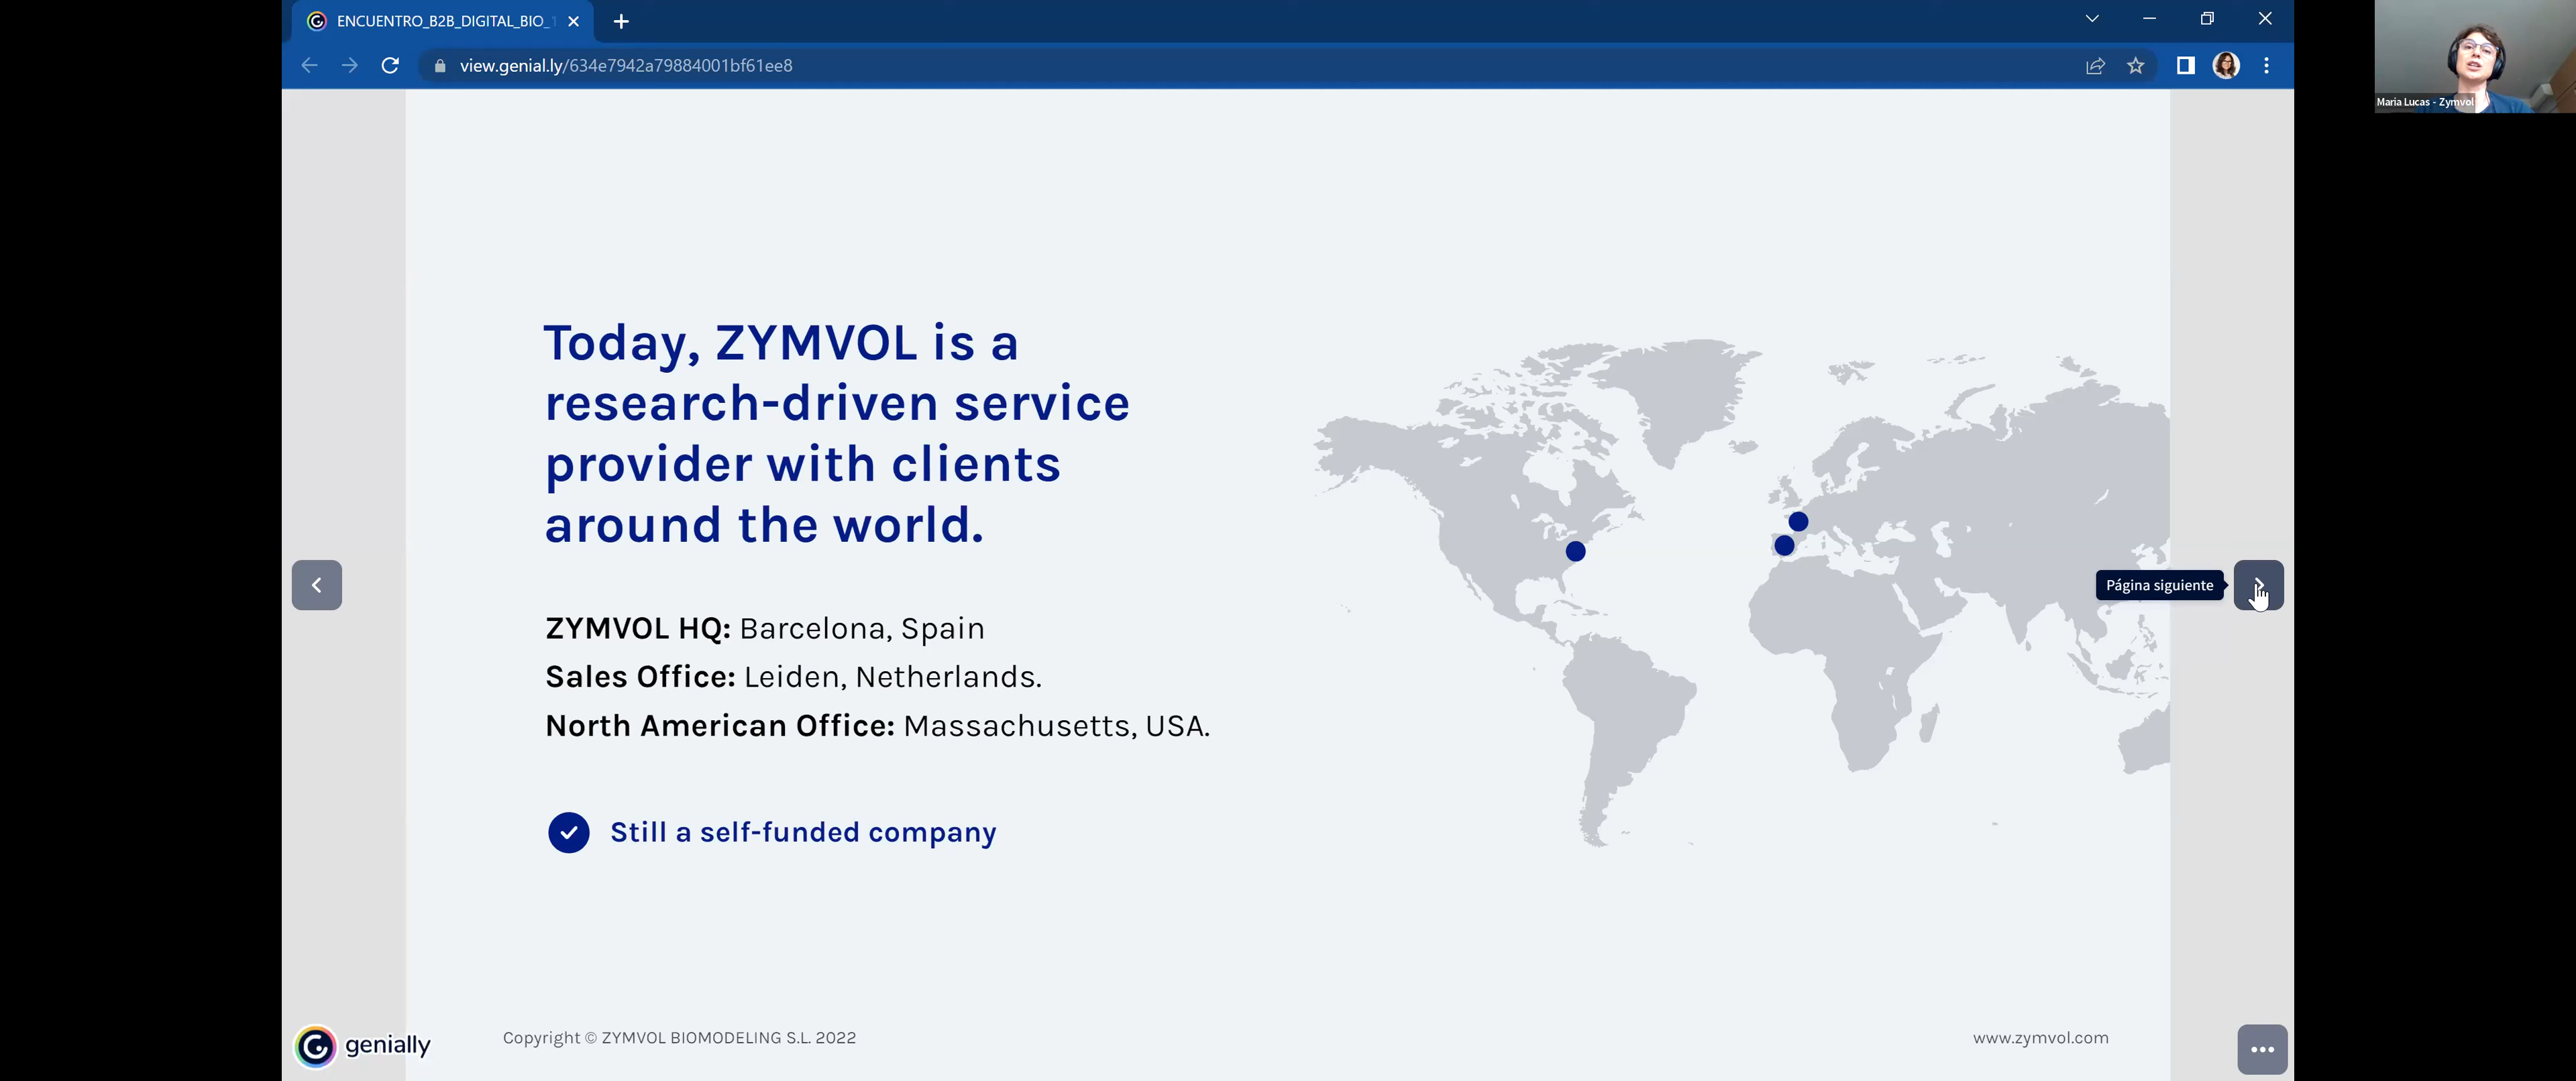 ENCUENTRO_B2B_DIGITAL_BIO_
view.genial.ly/634e7942a79884001bf61ee8
Maria Lucas - Zymvol
Today, ZYMVOL is a
research-driven service
provider with clients
around the world.
ZYMVOL HQ: Barcelona, Spain
Sales Office: Leiden, Netherlands.
North American Office: Massachusetts, USA.
Still a self-funded company
Página siguiente
genially
Copyright © ZYMVOL BIOMODELING S.L. 2022
www.zymvol.com